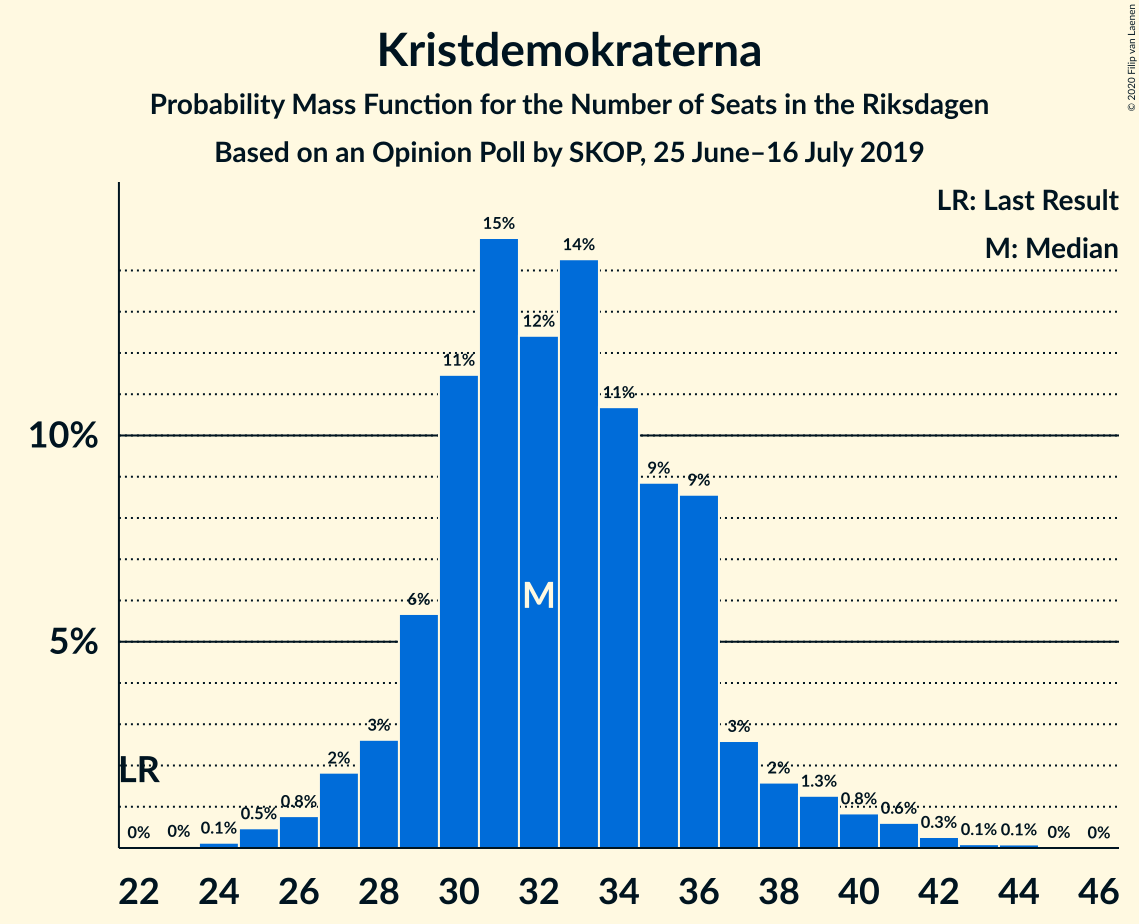 Kristdemokraterna
Probability Mass Function for the Number of Seats in the Riksdagen
Based on an Opinion Poll by SKOP, 25 June–16 July 2019
© 2020 Filip van Laenen
LR: Last Result
M: Median
15%
14%
12%
11%
11%
10%
9%
9%
6%
M
5%
3%
3%
2%
LR
2%
1.3%
0.8%
0.8%
0.5%
0.6%
0.3%
0% 0% 0.1%
0.1% 0.1% 0% 0%
22 24 26 28 30 32 34 36 38 40 42 44 46